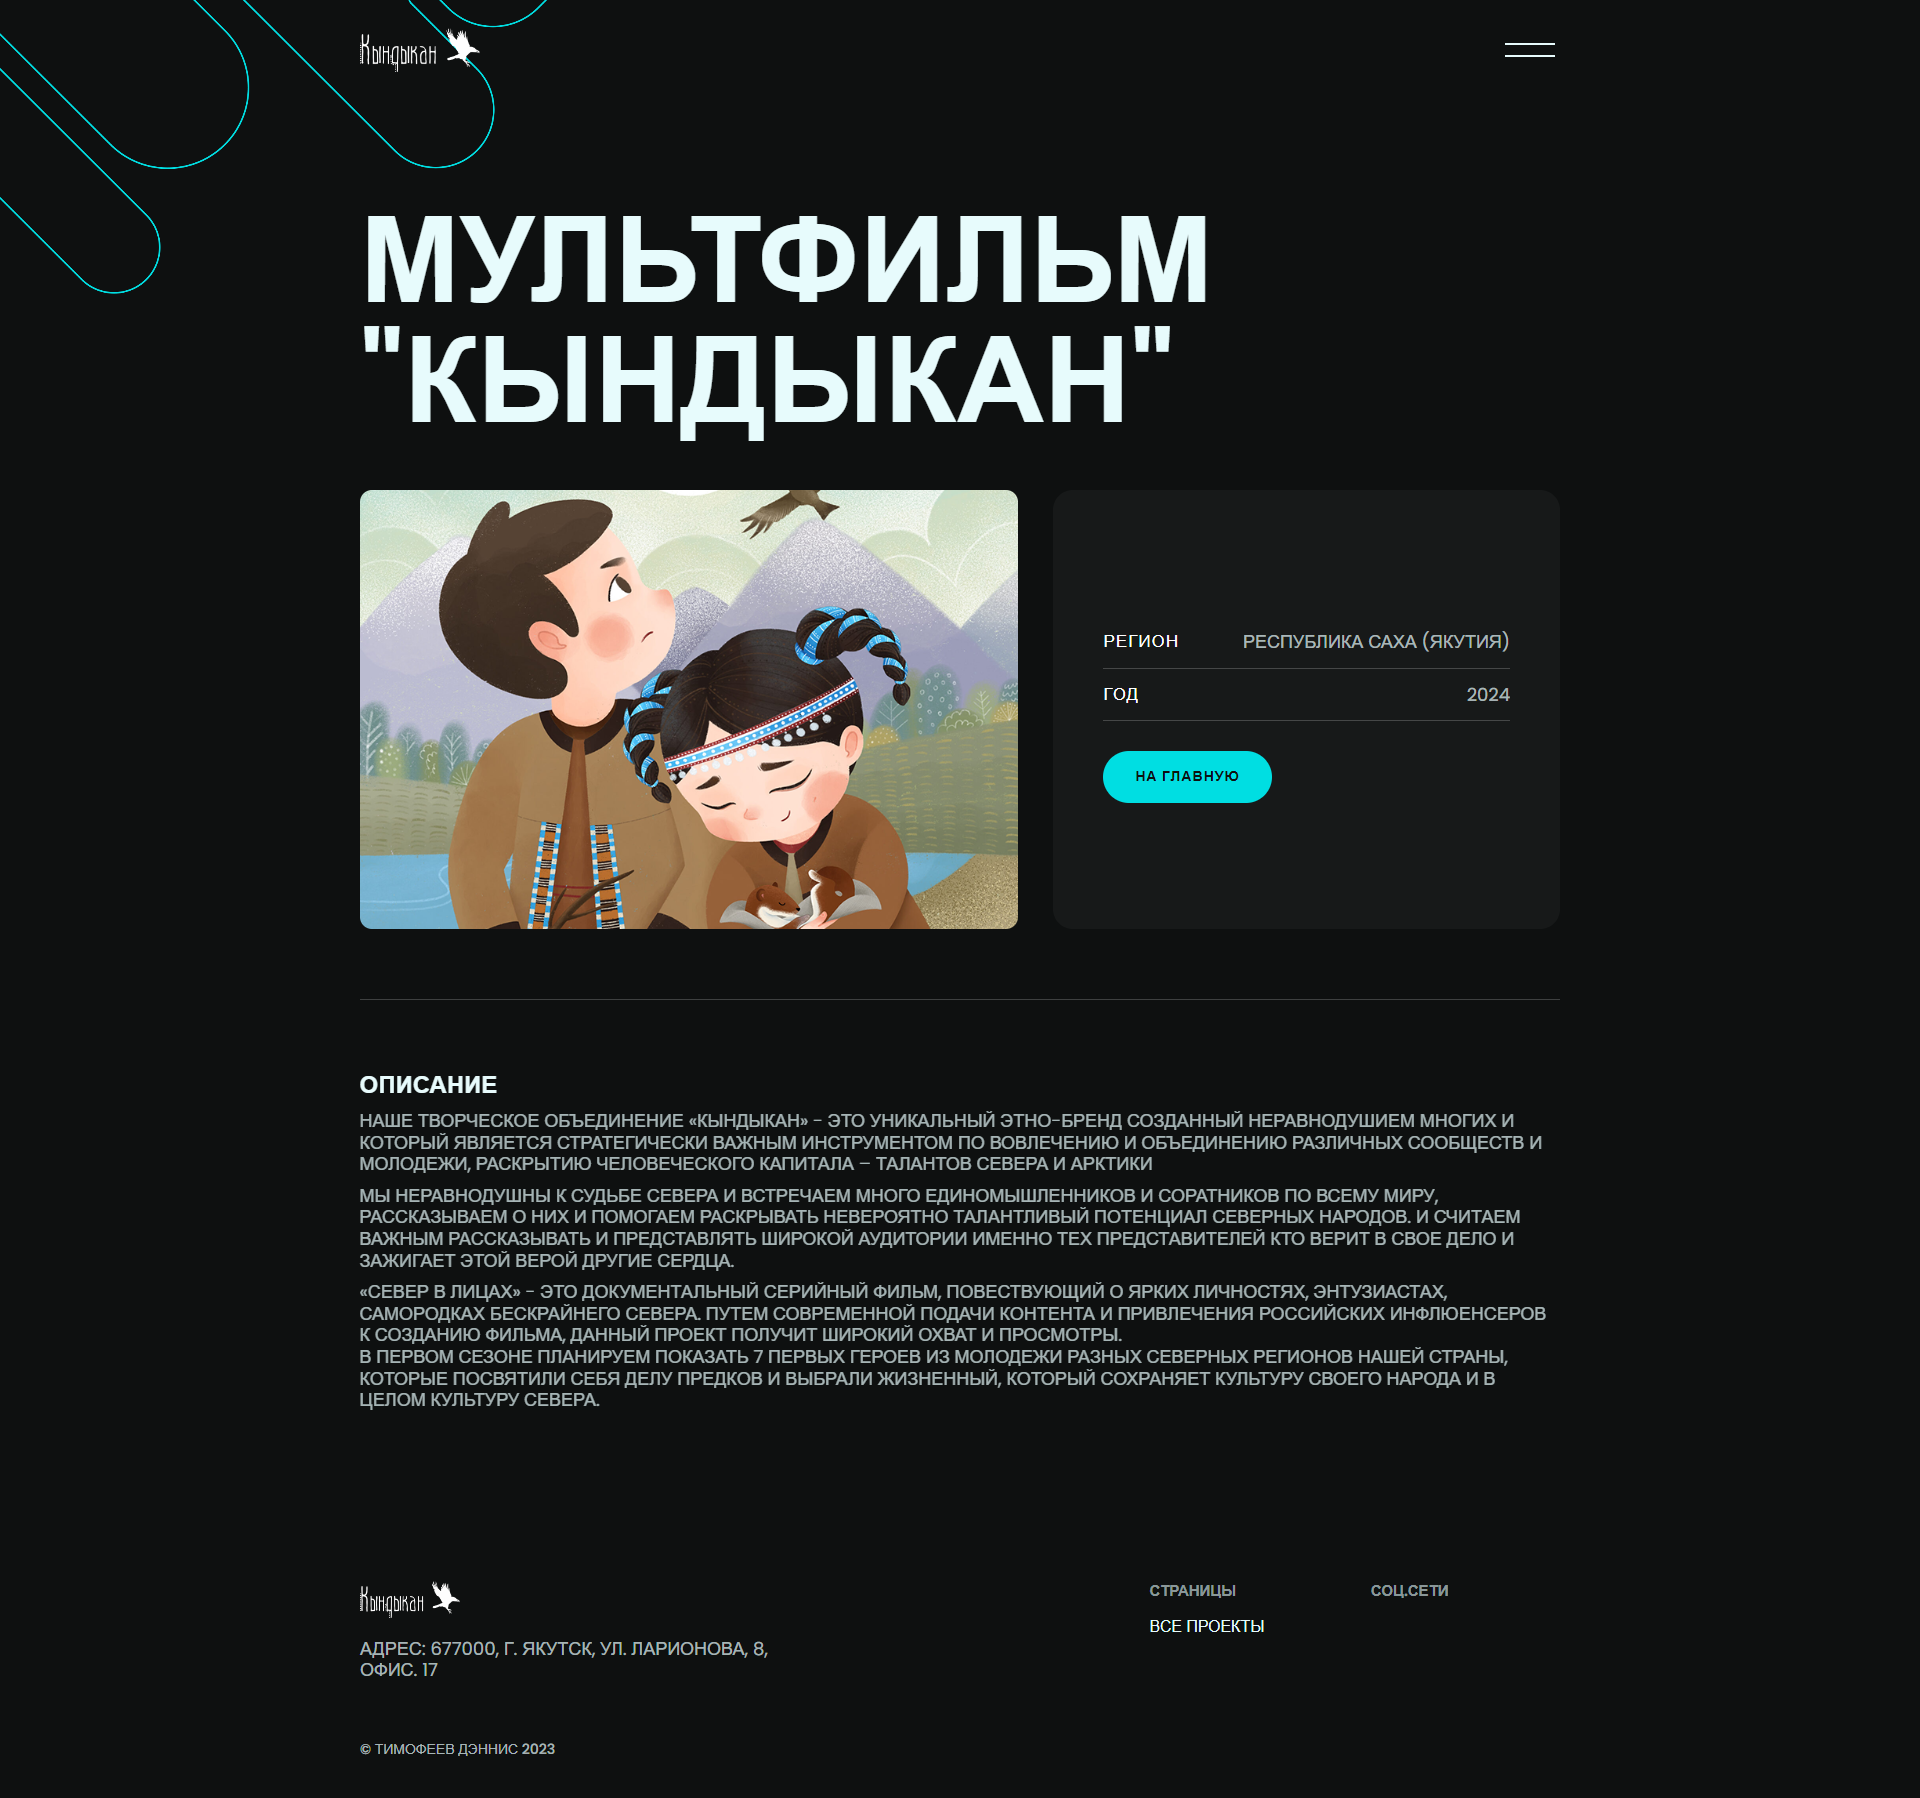 Кындыкан
МУЛЬТФИЛЬМ
"КЫНДЫКАН"
РЕГИОН РЕСПУБЛИКА САХА (ЯКУТИЯ)
ГОД 2024
НА ГЛАВНУЮ
ОПИСАНИЕ
НАШЕ ТВОРЧЕСКОЕ ОБЪЕДИНЕНИЕ «КЫНДЫКАН» - ЭТО УНИКАЛЬНЫЙ ЭТНО-БРЕНД СОЗДАННЫЙ НЕРАВНОДУШИЕМ МНОГИХ И
КОТОРЫЙ ЯВЛЯЕТСЯ СТРАТЕГИЧЕСКИ ВАЖНЫМ ИНСТРУМЕНТОМ ПО ВОВЛЕЧЕНИЮ И ОБЪЕДИНЕНИЮ РАЗЛИЧНЫХ СООБЩЕСТВ И
МОЛОДЕЖИ, РАСКРЫТИЮ ЧЕЛОВЕЧЕСКОГО КАПИТАЛА – ТАЛАНТОВ СЕВЕРА И АРКТИКИ
МЫ НЕРАВНОДУШНЫ К СУДЬБЕ СЕВЕРА И ВСТРЕЧАЕМ МНОГО ЕДИНОМЫШЛЕННИКОВ И СОРАТНИКОВ ПО ВСЕМУ МИРУ,
РАССКАЗЫВАЕМ О НИХ И ПОМОГАЕМ РАСКРЫВАТЬ НЕВЕРОЯТНО ТАЛАНТЛИВЫЙ ПОТЕНЦИАЛ СЕВЕРНЫХ НАРОДОВ. И СЧИТАЕМ
ВАЖНЫМ РАССКАЗЫВАТЬ И ПРЕДСТАВЛЯТЬ ШИРОКОЙ АУДИТОРИИ ИМЕННО ТЕХ ПРЕДСТАВИТЕЛЕЙ КТО ВЕРИТ В СВОЕ ДЕЛО И
ЗАЖИГАЕТ ЭТОЙ ВЕРОЙ ДРУГИЕ СЕРДЦА.
«СЕВЕР В ЛИЦАХ» - ЭТО ДОКУМЕНТАЛЬНЫЙ СЕРИЙНЫЙ ФИЛЬМ, ПОВЕСТВУЮЩИЙ О ЯРКИХ ЛИЧНОСТЯХ, ЭНТУЗИАСТАХ,
САМОРОДКАХ БЕСКРАЙНЕГО СЕВЕРА. ПУТЕМ СОВРЕМЕННОЙ ПОДАЧИ КОНТЕНТА И ПРИВЛЕЧЕНИЯ РОССИЙСКИХ ИНФЛЮЕНСЕРОВ
К СОЗДАНИЮ ФИЛЬМА, ДАННЫЙ ПРОЕКТ ПОЛУЧИТ ШИРОКИЙ ОХВАТ И ПРОСМОТРЫ.
В ПЕРВОМ СЕЗОНЕ ПЛАНИРУЕМ ПОКАЗАТЬ 7 ПЕРВЫХ ГЕРОЕВ ИЗ МОЛОДЕЖИ РАЗНЫХ СЕВЕРНЫХ РЕГИОНОВ НАШЕЙ СТРАНЫ,
КОТОРЫЕ ПОСВЯТИЛИ СЕБЯ ДЕЛУ ПРЕДКОВ И ВЫБРАЛИ ЖИЗНЕННЫЙ, КОТОРЫЙ СОХРАНЯЕТ КУЛЬТУРУ СВОЕГО НАРОДА И В
ЦЕЛОМ КУЛЬТУРУ СЕВЕРА.
Кындыкан
АДРЕС: 677000, Г. ЯКУТСК, УЛ. ЛАРИОНОВА, 8,
ОФИС. 17
СТРАНИЦЫ
ВСЕ ПРОЕКТЫ
СОЦ.СЕТИ
© ТИМОФЕЕВ ДЭННИС 2023